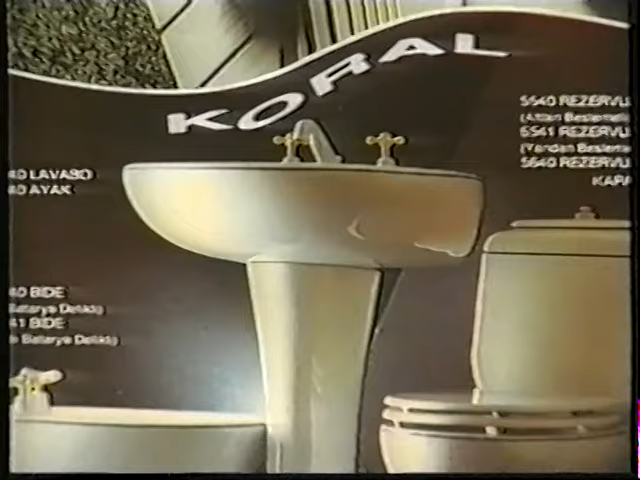 KORAL
5540 REZERVU
(Alttan Beslemeli
6541 REZERVU
(Yandan Besleme
5640 REZERVU
KAPA
40 LAVABO
40 AYAK
40 BIDE
Batarya Delikli)
41 BIDE
Batarya Delikli)